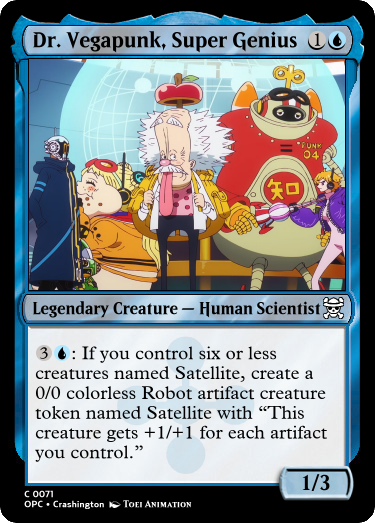 Dr. Vegapunk, Super Genius 1
PUNK
04
知
Legendary Creature — Human Scientist
3 : If you control six or less
creatures named Satellite, create a
0/0 colorless Robot artifact creature
token named Satellite with “This
creature gets +1/+1 for each artifact
you control.”
1/3
C 0071
OPC • Crashington TOEI ANIMATION